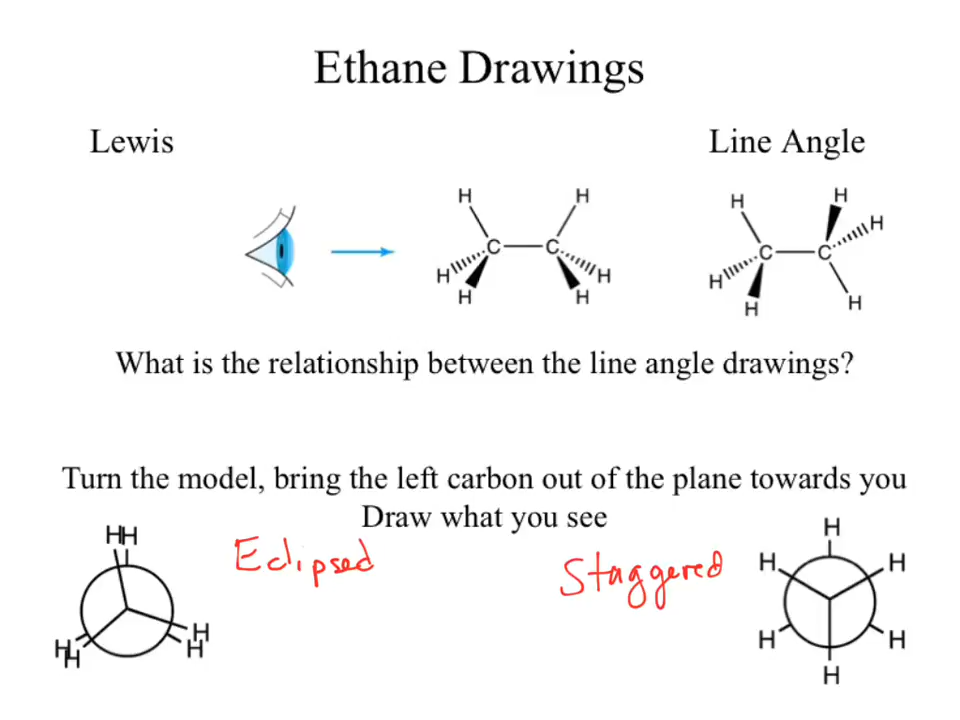 Ethane Drawings
Lewis
Line Angle
H H H H
C C C C H
H H H
H H H H
What is the relationship between the line angle drawings?
Turn the model, bring the left carbon out of the plane towards you
Draw what you see
HH Eclipsed Staggered H
H H
H H
H H H H
H H